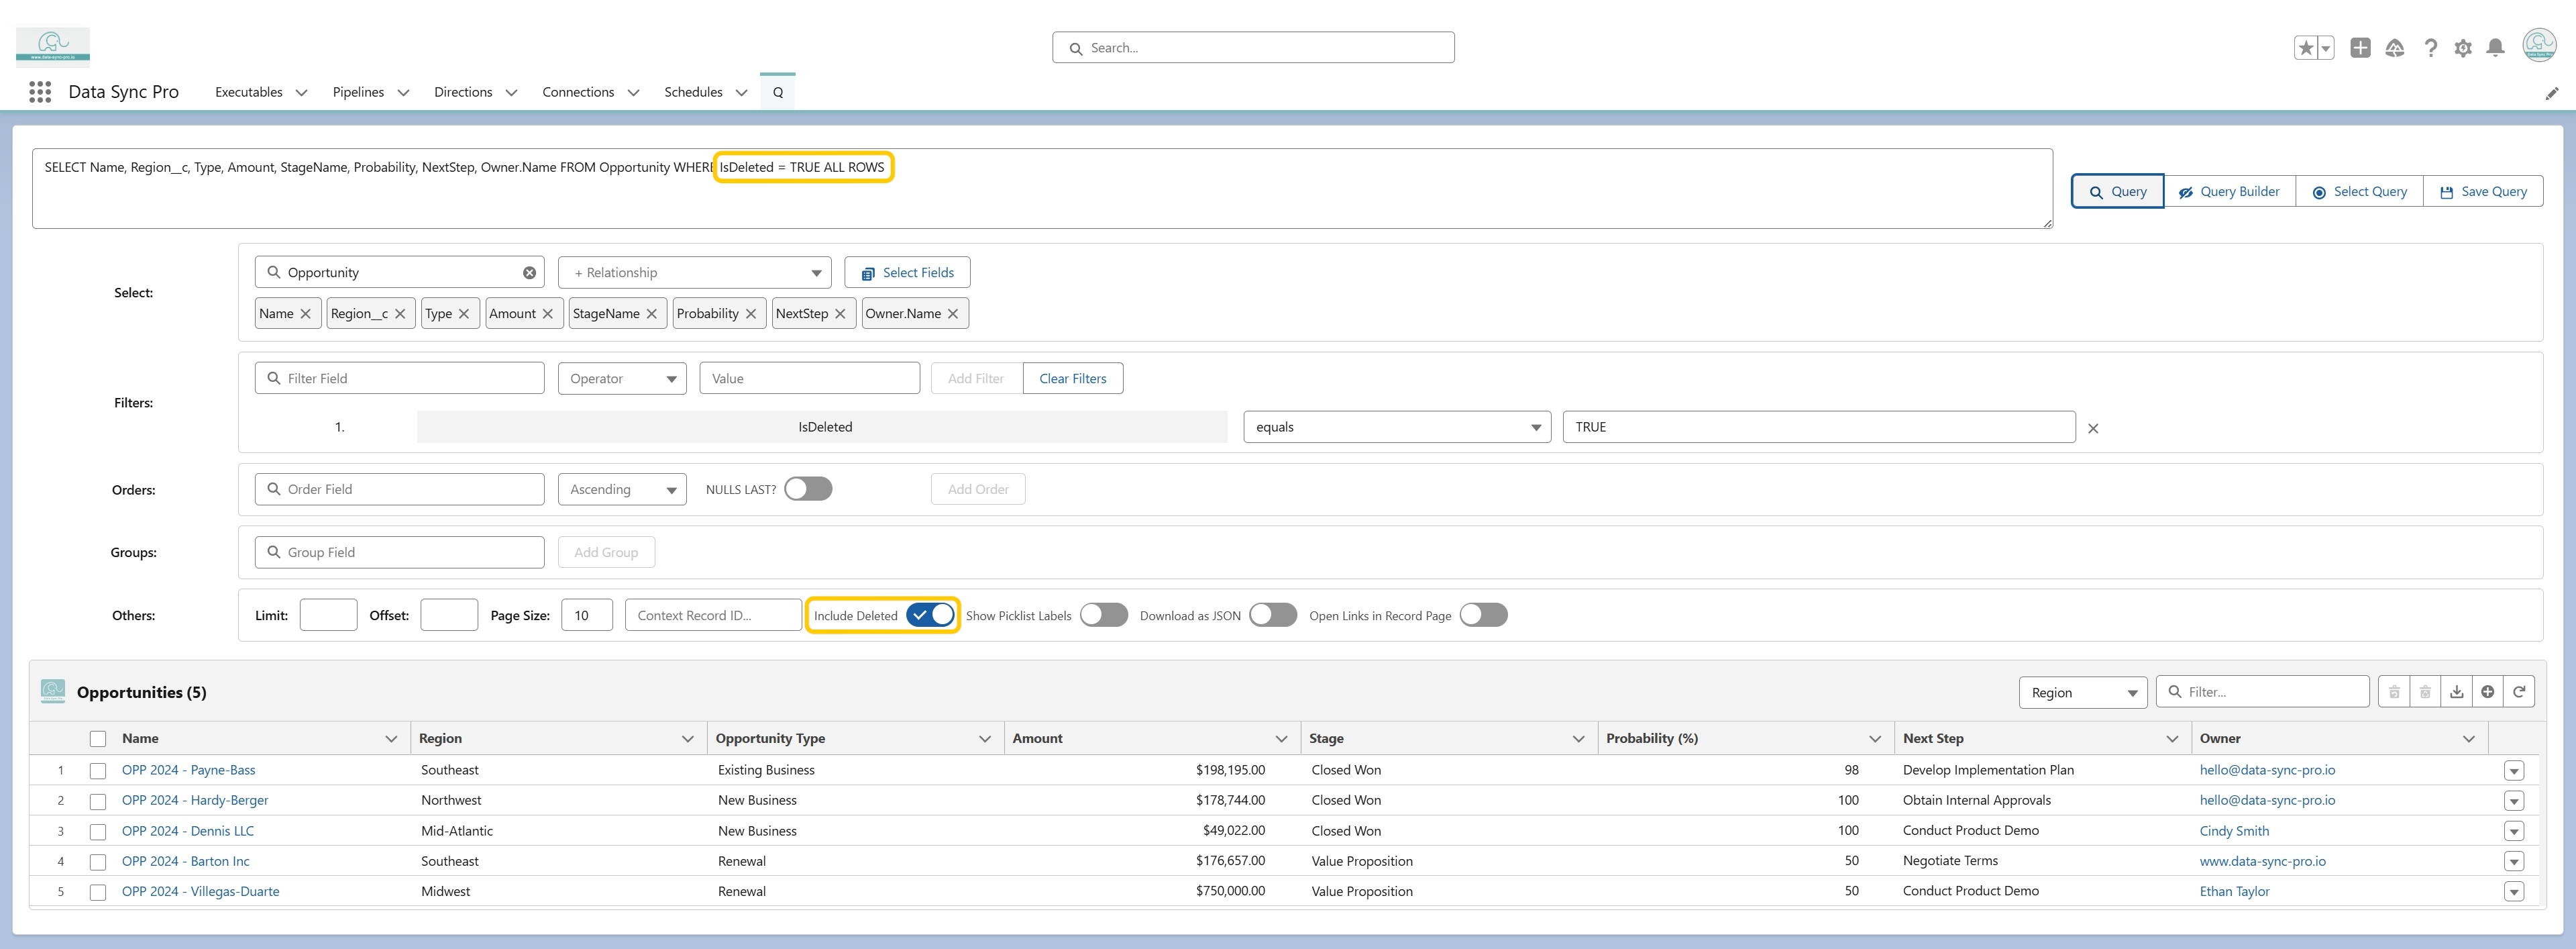 www.data-sync-pro.io
Search...
Data Sync Pro Executables Pipelines Directions Connections Schedules Q
SELECT Name, Region__c, Type, Amount, StageName, Probability, NextStep, Owner.Name FROM Opportunity WHERE IsDeleted = TRUE ALL ROWS
Query Query Builder Select Query Save Query
Select: Opportunity + Relationship Select Fields
Name Region__c Type Amount StageName Probability NextStep Owner.Name
Filters: Filter Field Operator Value Add Filter Clear Filters
1. IsDeleted equals TRUE
Orders: Order Field Ascending NULLS LAST? Add Order
Groups: Group Field Add Group
Others: Limit: Offset: Page Size: 10 Context Record ID... Include Deleted Show Picklist Labels Download as JSON Open Links in Record Page
Opportunities (5) Region Filter...
Name Region Opportunity Type Amount Stage Probability (%) Next Step Owner
1 OPP 2024 - Payne-Bass Southeast Existing Business $198,195.00 Closed Won 98 Develop Implementation Plan hello@data-sync-pro.io
2 OPP 2024 - Hardy-Berger Northwest New Business $178,744.00 Closed Won 100 Obtain Internal Approvals hello@data-sync-pro.io
3 OPP 2024 - Dennis LLC Mid-Atlantic New Business $49,022.00 Closed Won 100 Conduct Product Demo Cindy Smith
4 OPP 2024 - Barton Inc Southeast Renewal $176,657.00 Value Proposition 50 Negotiate Terms www.data-sync-pro.io
5 OPP 2024 - Villegas-Duarte Midwest Renewal $750,000.00 Value Proposition 50 Conduct Product Demo Ethan Taylor